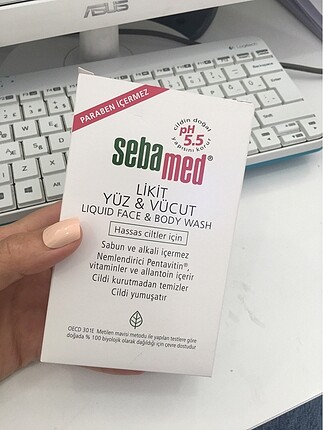 ASUS
PARABEN İÇERMEZ
cildin doğal
pH
5.5
yapısını korur
sebamed®
LİKİT
YÜZ & VÜCUT
LIQUID FACE & BODY WASH
Hassas ciltler için
Sabun ve alkali içermez
Nemlendirici Pentavitin®,
vitaminler ve allantoin içerir
Cildi kurutmadan temizler
Cildi yumuşatır
OECD 301E Metilen mavisi metodu ile yapılan testlere göre
doğada % 100 biyolojik olarak dağıldığı için çevre dostudur